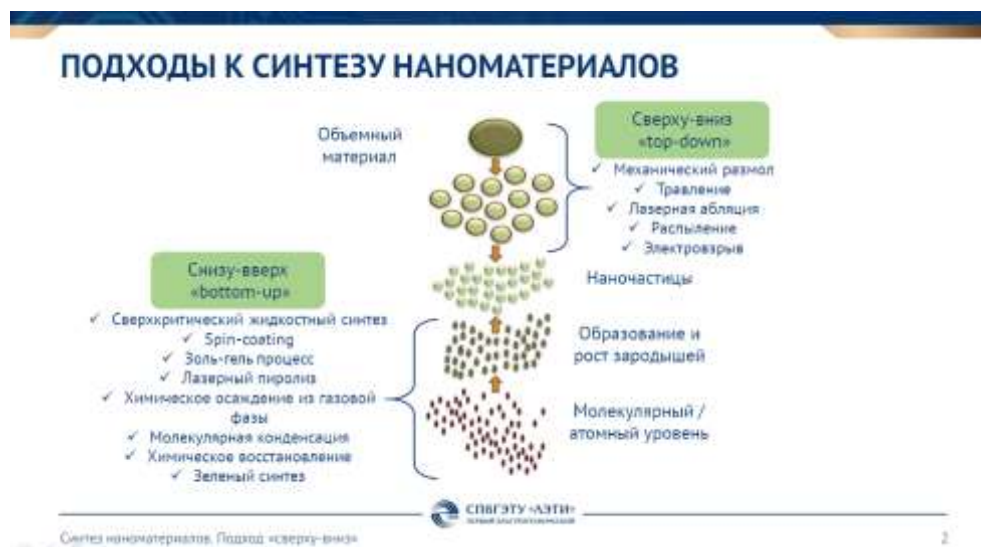 ПОДХОДЫ К СИНТЕЗУ НАНОМАТЕРИАЛОВ
Объемный
материал
Сверху-вниз
«top-down»
✓ Механический размол
✓ Травление
✓ Лазерная абляция
✓ Распыление
✓ Электровзрыв
Снизу-вверх
«bottom-up»
✓ Сверхкритический жидкостный синтез
✓ Spin-coating
✓ Золь-гель процесс
✓ Лазерный пиролиз
✓ Химическое осаждение из газовой
фазы
✓ Молекулярная конденсация
✓ Химическое восстановление
✓ Зеленый синтез
Наночастицы
Образование и
рост зародышей
Молекулярный /
атомный уровень
СПБГЭТУ «ЛЭТИ»
ПЕРВЫЙ ЭЛЕКТРОТЕХНИЧЕСКИЙ
Синтез наноматериалов. Подход «сверху-вниз»
2